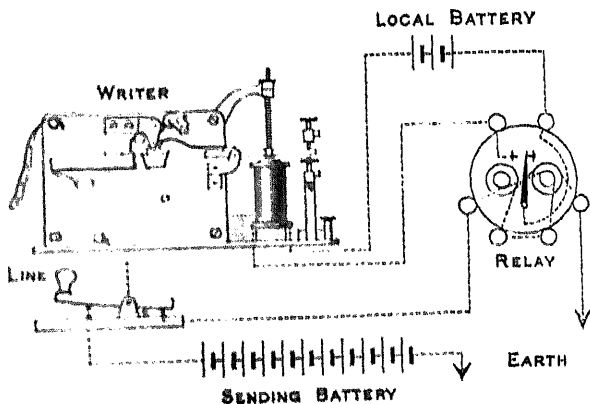 LOCAL BATTERY
WRITER
LINE
RELAY
EARTH
SENDING BATTERY